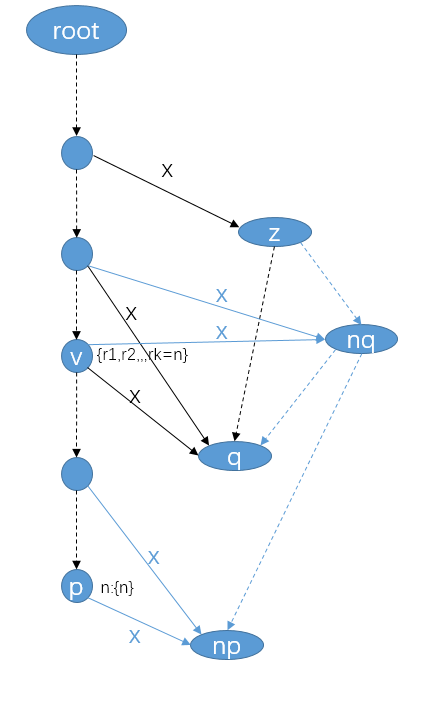 root
X
z
X
X
nq
X
v {r1,r2,,,rk=n}
X
q
X
p n:{n}
X
np